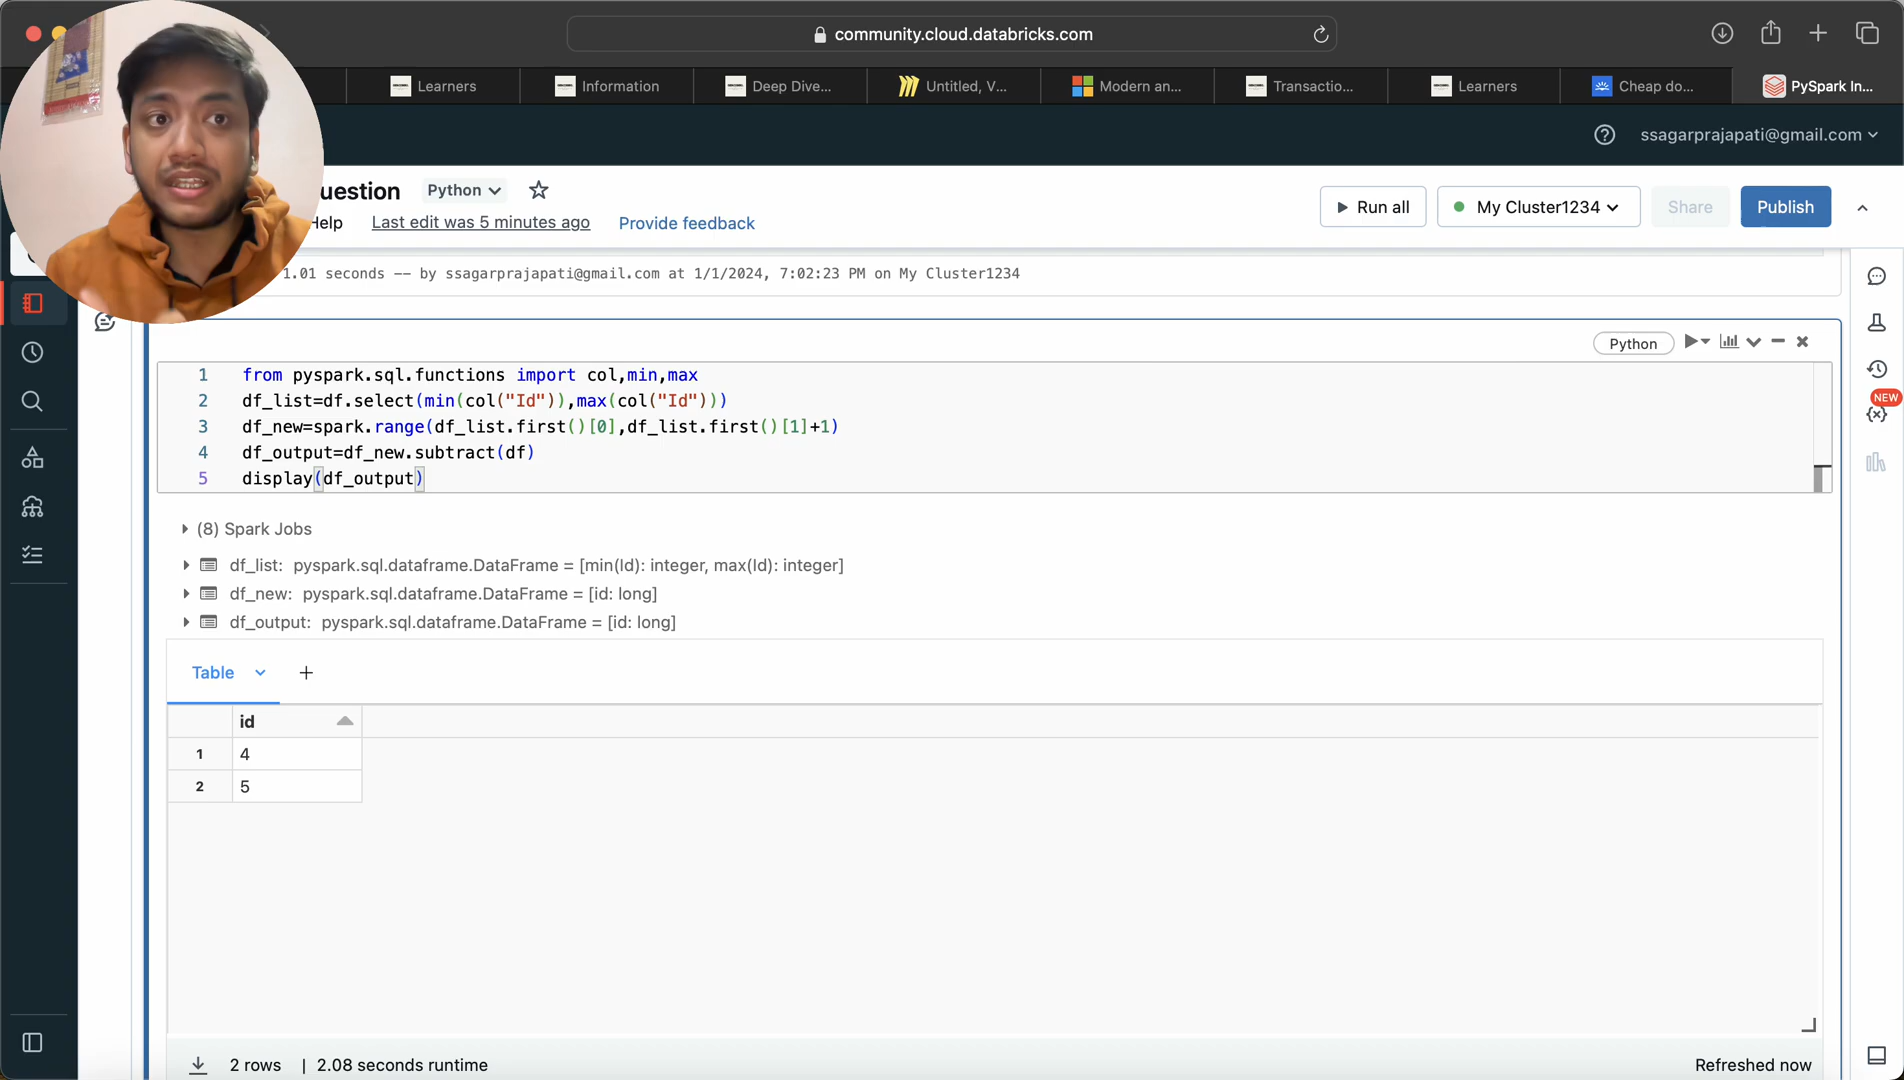 community.cloud.databricks.com
Learners
Information
Deep Dive...
Untitled, V...
Modern an...
Transactio...
Learners
Cheap do...
PySpark In...
ssagarprajapati@gmail.com
uestion
Python
Help
Last edit was 5 minutes ago
Provide feedback
Run all
My Cluster1234
Share
Publish
1.01 seconds -- by ssagarprajapati@gmail.com at 1/1/2024, 7:02:23 PM on My Cluster1234
NEW
Python
1 from pyspark.sql.functions import col,min,max
2 df_list=df.select(min(col("Id")),max(col("Id")))
3 df_new=spark.range(df_list.first()[0],df_list.first()[1]+1)
4 df_output=df_new.subtract(df)
5 display(df_output)
(8) Spark Jobs
df_list: pyspark.sql.dataframe.DataFrame = [min(Id): integer, max(Id): integer]
df_new: pyspark.sql.dataframe.DataFrame = [id: long]
df_output: pyspark.sql.dataframe.DataFrame = [id: long]
Table +
id
1 4
2 5
2 rows | 2.08 seconds runtime
Refreshed now